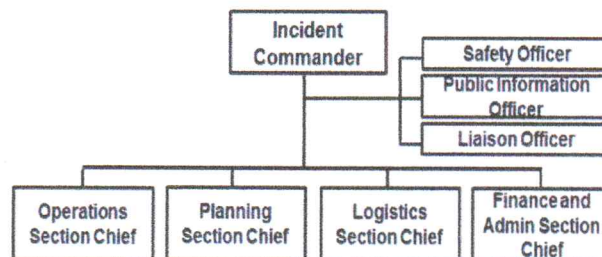 Incident
Commander
Safety Officer
Public Information
Officer
Liaison Officer
Operations
Section Chief
Planning
Section Chief
Logistics
Section Chief
Finance and
Admin Section
Chief